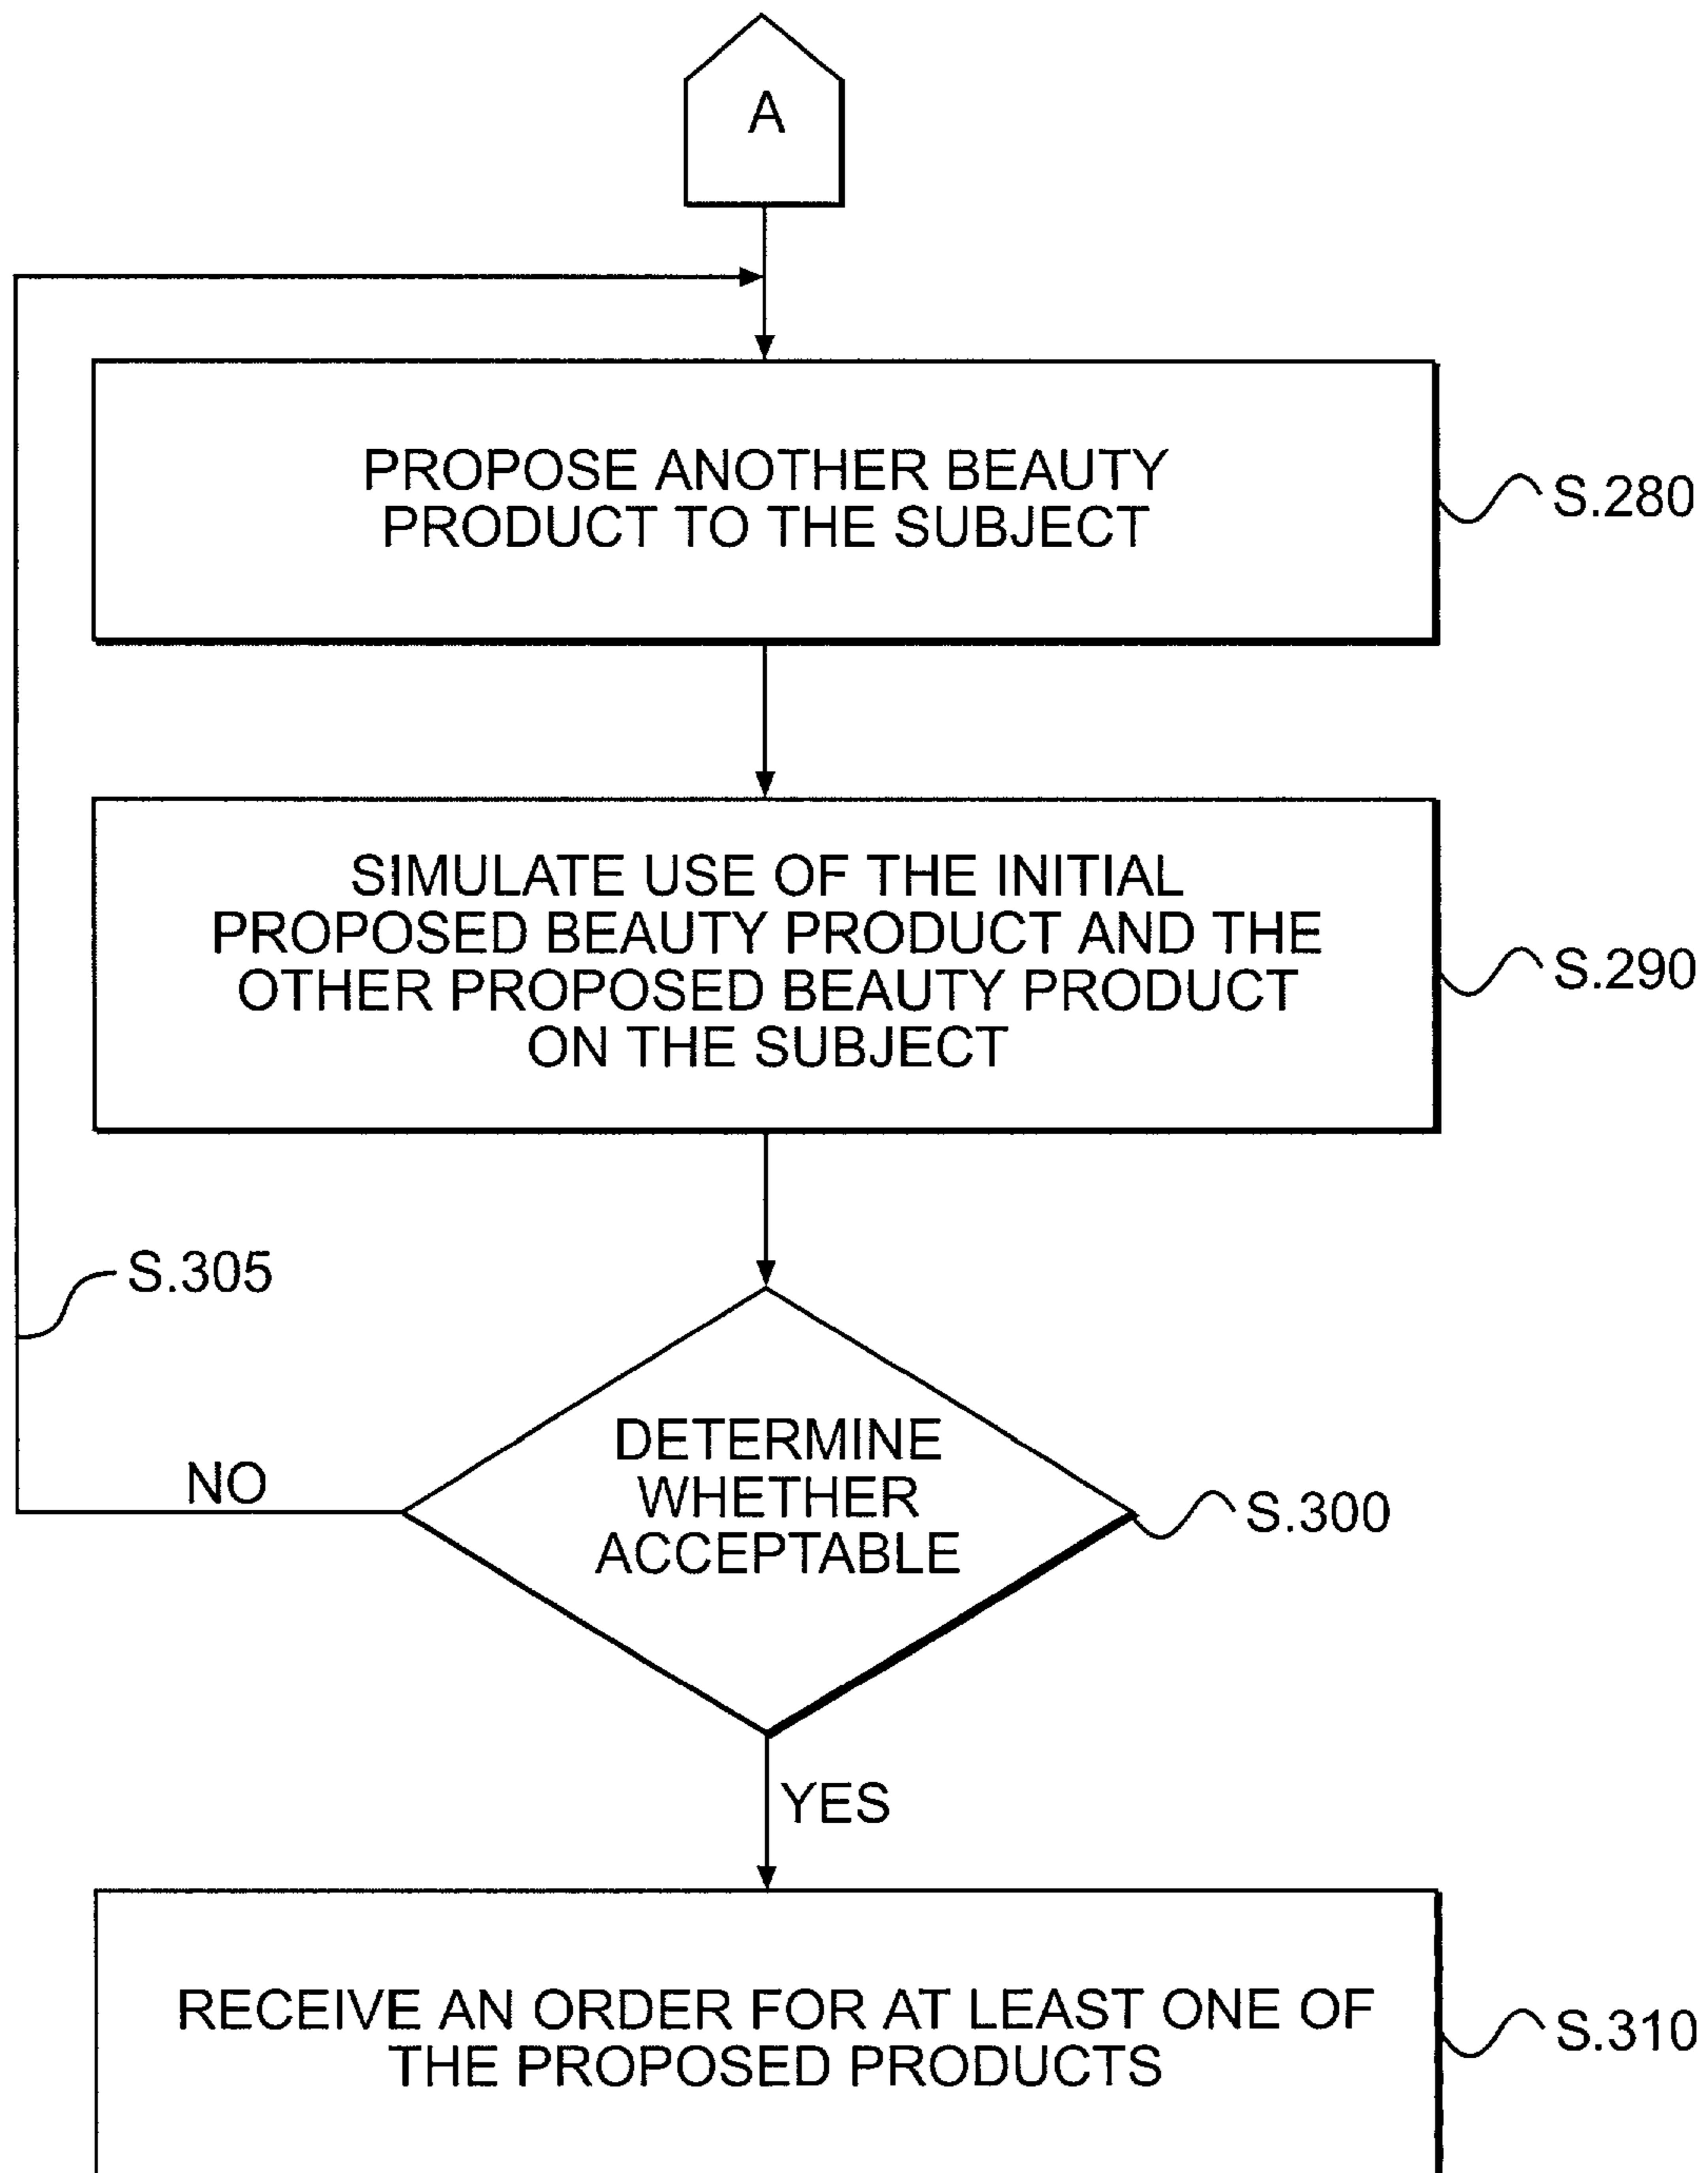 A
PROPOSE ANOTHER BEAUTY
PRODUCT TO THE SUBJECT
S.280
SIMULATE USE OF THE INITIAL
PROPOSED BEAUTY PRODUCT AND THE
OTHER PROPOSED BEAUTY PRODUCT
ON THE SUBJECT
S.290
S.305
DETERMINE
WHETHER
ACCEPTABLE
NO
S.300
YES
RECEIVE AN ORDER FOR AT LEAST ONE OF
THE PROPOSED PRODUCTS
S.310